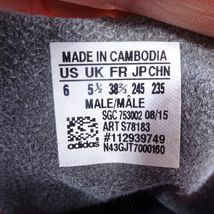 MADE IN CAMBODIA
US UK FR JP CHN
6 5½ 38⅔ 245 235
MALE/MÂLE
SGC 753002 08/15
ART S78183
#112939749
N43GJT7000160
adidas